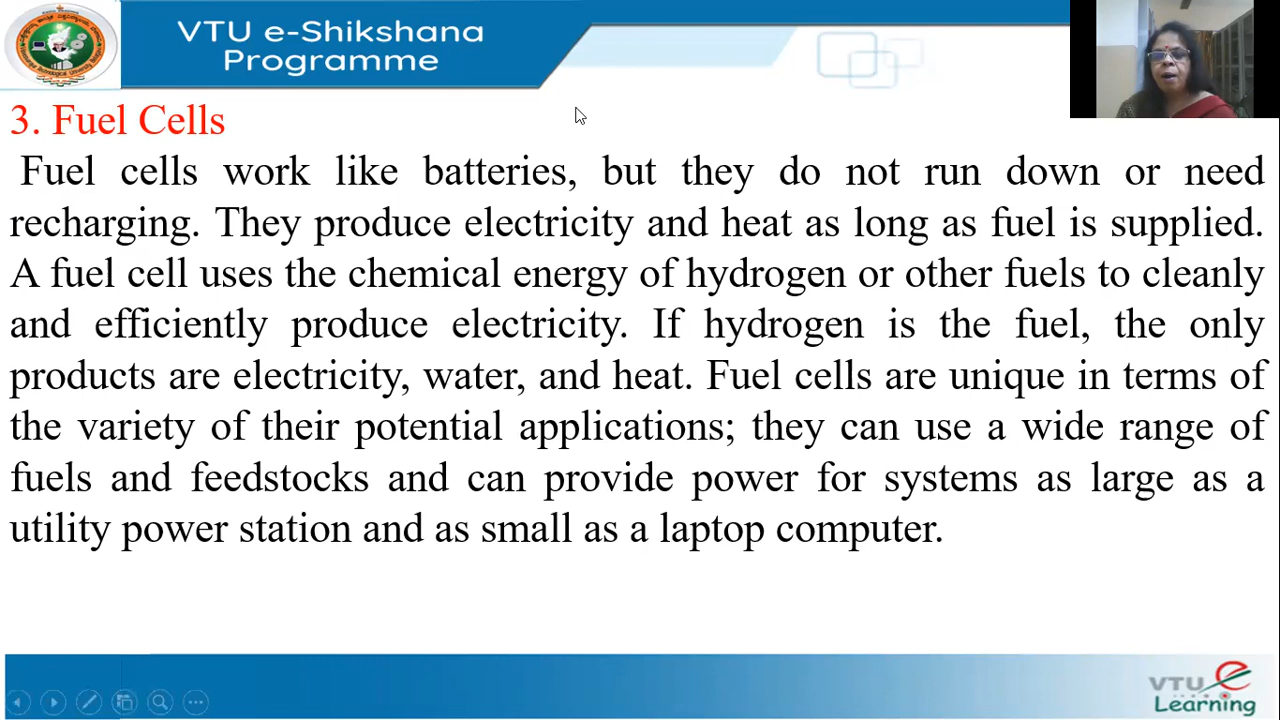 VTU e-Shikshana
Programme
3. Fuel Cells
Fuel cells work like batteries, but they do not run down or need
recharging. They produce electricity and heat as long as fuel is supplied.
A fuel cell uses the chemical energy of hydrogen or other fuels to cleanly
and efficiently produce electricity. If hydrogen is the fuel, the only
products are electricity, water, and heat. Fuel cells are unique in terms of
the variety of their potential applications; they can use a wide range of
fuels and feedstocks and can provide power for systems as large as a
utility power station and as small as a laptop computer.
VTU e
Learning